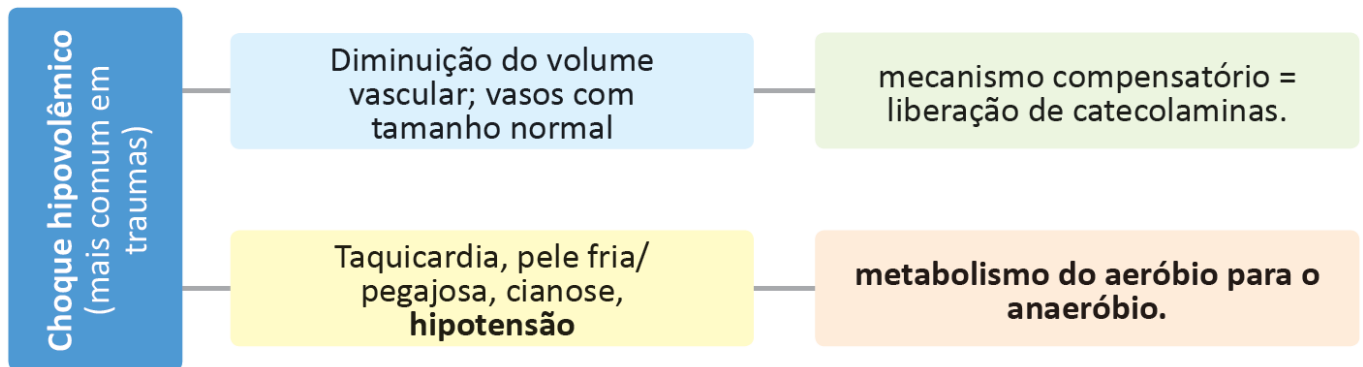 Choque hipovolêmico
(mais comum em
traumas)
Diminuição do volume
vascular; vasos com
tamanho normal
mecanismo compensatório =
liberação de catecolaminas.
Taquicardia, pele fria/
pegajosa, cianose,
hipotensão
metabolismo do aeróbio para o
anaeróbio.